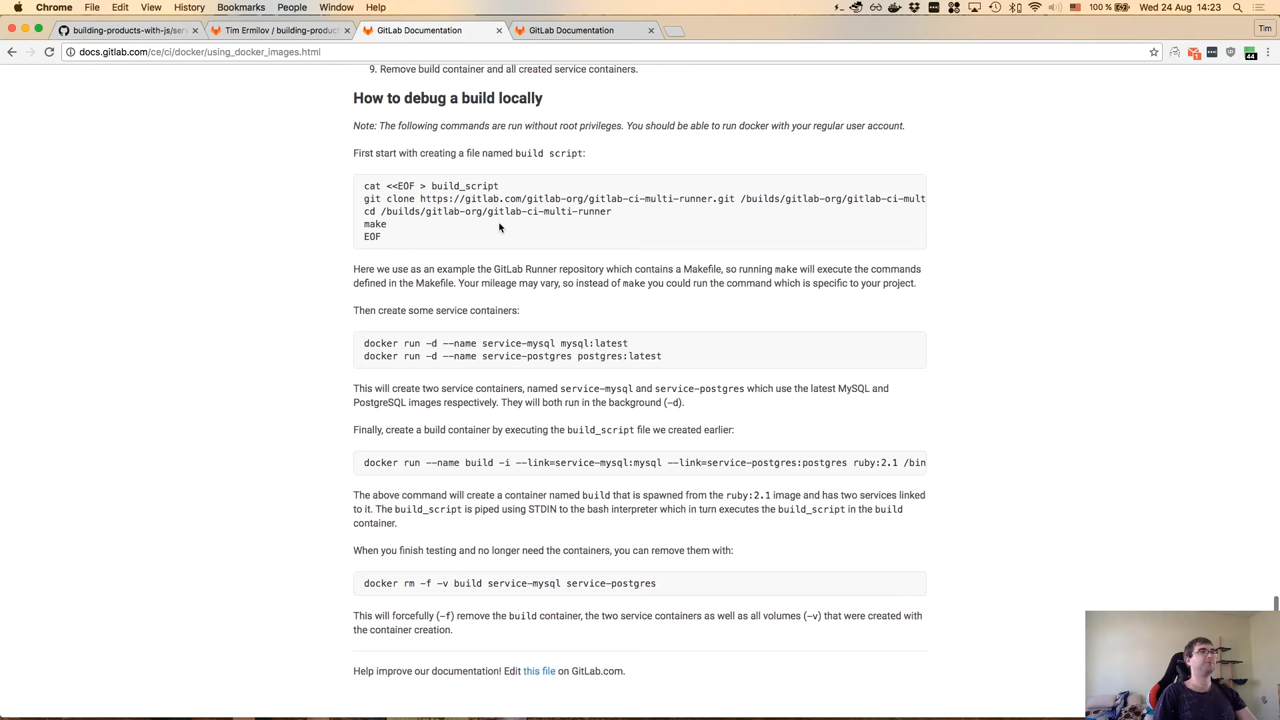 Chrome File Edit View History Bookmarks People Window Help 100 % Wed 24 Aug 14:23
building-products-with-js/ser Tim Ermilov / building-product GitLab Documentation GitLab Documentation Tim
docs.gitlab.com/ce/ci/docker/using_docker_images.html
44
9. Remove build container and all created service containers.
How to debug a build locally
Note: The following commands are run without root privileges. You should be able to run docker with your regular user account.
First start with creating a file named build script:
cat <<EOF > build_script
git clone https://gitlab.com/gitlab-org/gitlab-ci-multi-runner.git /builds/gitlab-org/gitlab-ci-mult
cd /builds/gitlab-org/gitlab-ci-multi-runner
make
EOF
Here we use as an example the GitLab Runner repository which contains a Makefile, so running make will execute the commands
defined in the Makefile. Your mileage may vary, so instead of make you could run the command which is specific to your project.
Then create some service containers:
docker run -d --name service-mysql mysql:latest
docker run -d --name service-postgres postgres:latest
This will create two service containers, named service-mysql and service-postgres which use the latest MySQL and
PostgreSQL images respectively. They will both run in the background (-d).
Finally, create a build container by executing the build_script file we created earlier:
docker run --name build -i --link=service-mysql:mysql --link=service-postgres:postgres ruby:2.1 /bin
The above command will create a container named build that is spawned from the ruby:2.1 image and has two services linked
to it. The build_script is piped using STDIN to the bash interpreter which in turn executes the build_script in the build
container.
When you finish testing and no longer need the containers, you can remove them with:
docker rm -f -v build service-mysql service-postgres
This will forcefully (-f) remove the build container, the two service containers as well as all volumes (-v) that were created with
the container creation.
Help improve our documentation! Edit this file on GitLab.com.